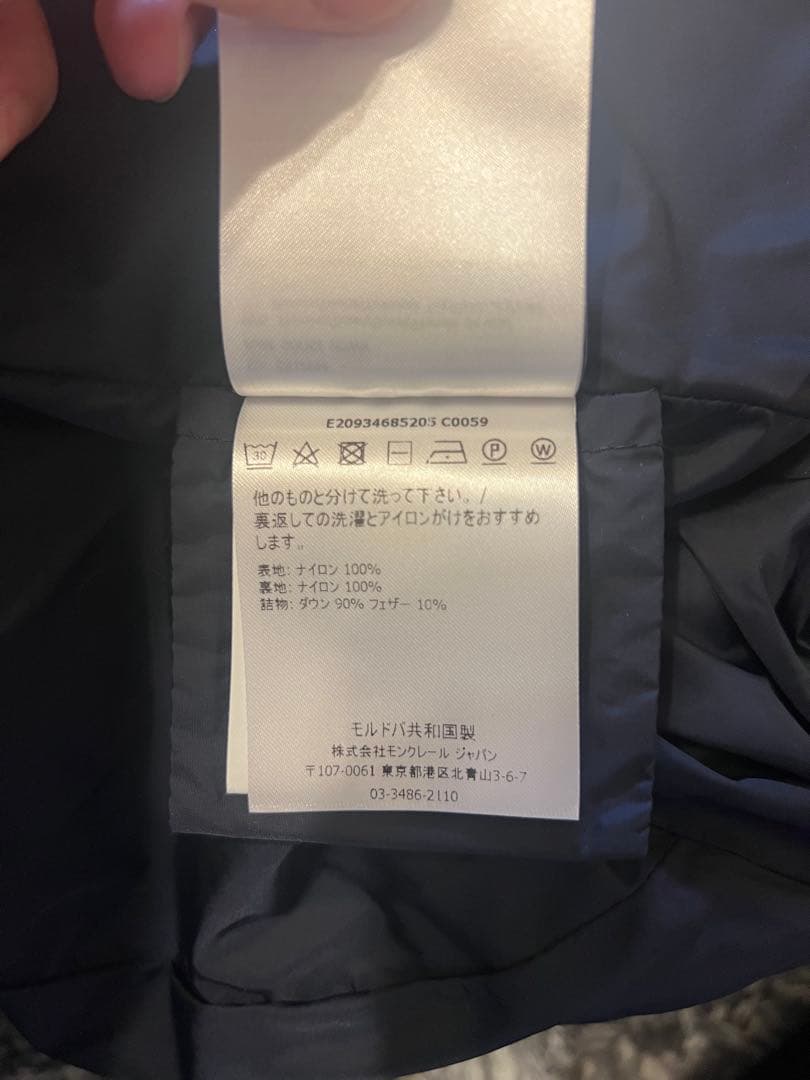 E20934685205 C0059
30 P W
他のものと分けて洗って下さい。/
裏返しての洗濯とアイロンがけをおすすめ
します。
表地: ナイロン 100%
裏地: ナイロン 100%
詰物: ダウン 90% フェザー 10%
モルドバ共和国製
株式会社モンクレール ジャパン
〒107-0061 東京都港区北青山3-6-7
03-3486-2110